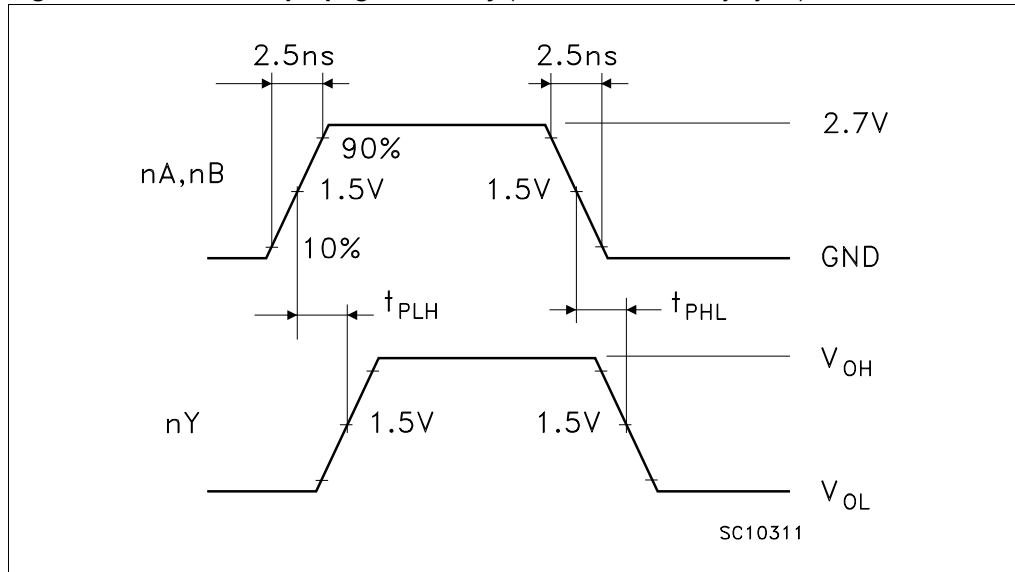 2.5ns 2.5ns
2.7V
90%
nA,nB 1.5V 1.5V
10% GND
tPLH tPHL
VOH
nY 1.5V 1.5V
VOL
SC10311